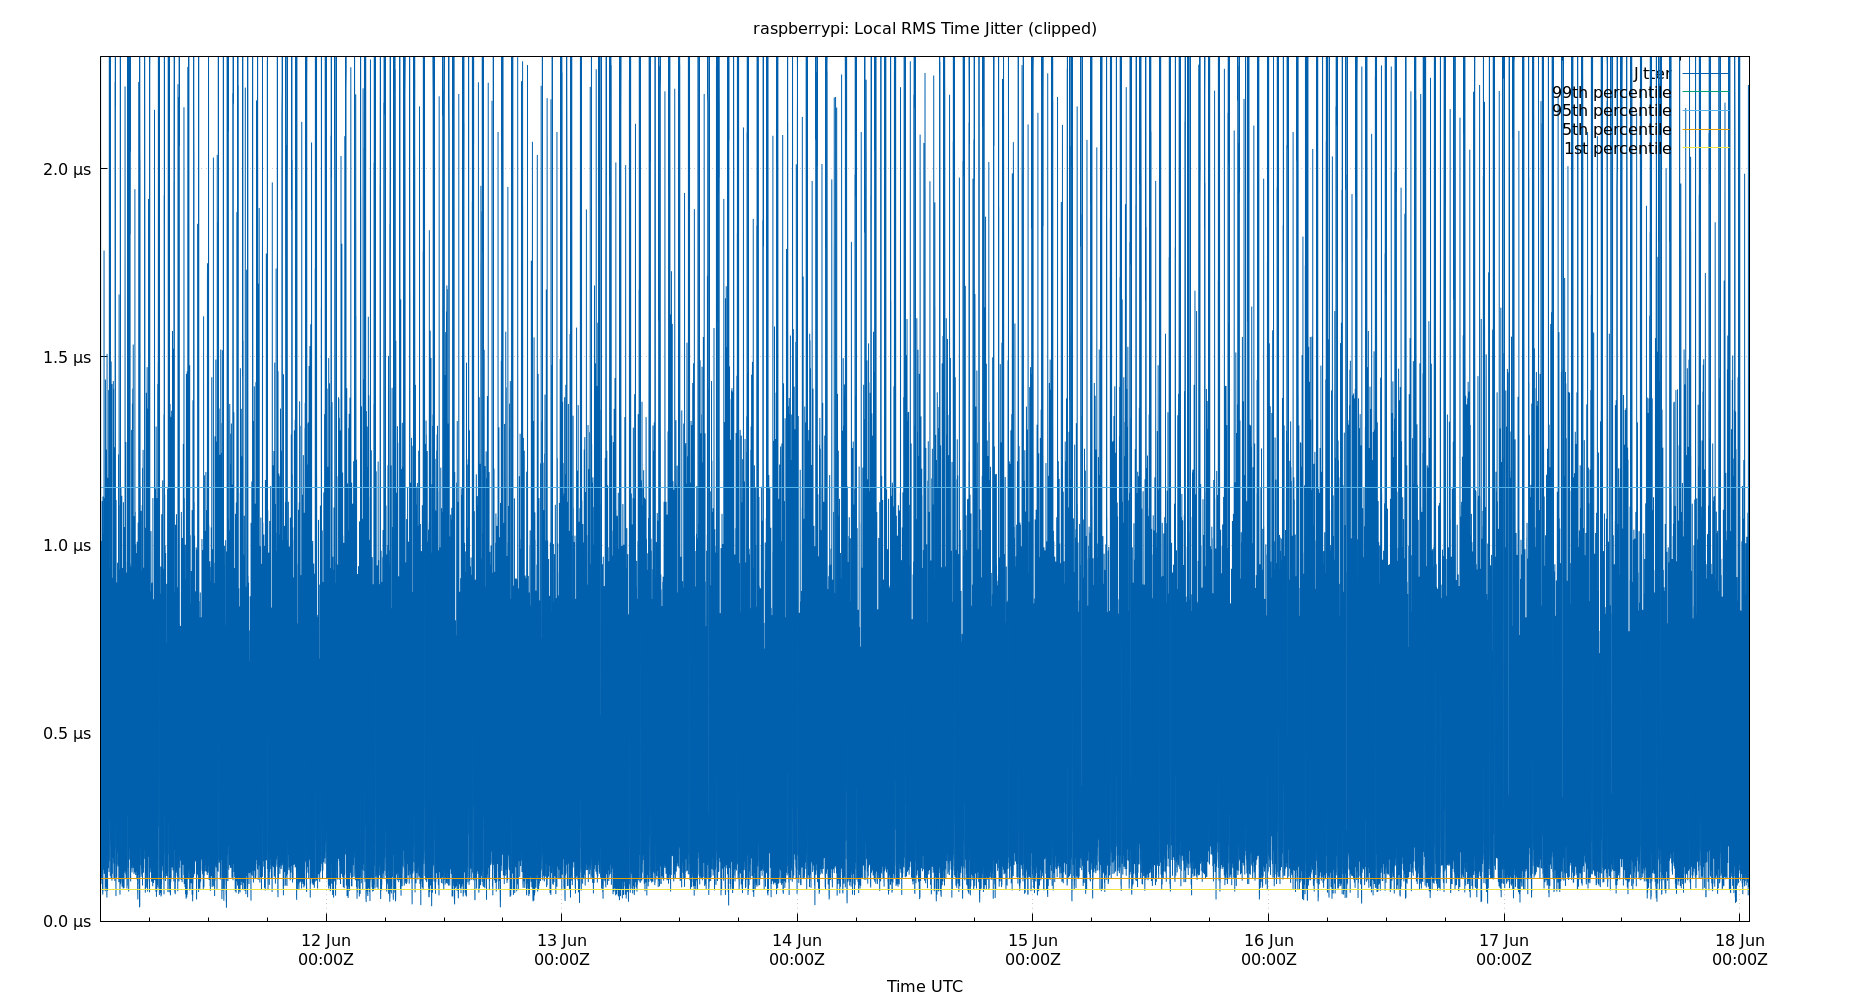 raspberrypi: Local RMS Time Jitter (clipped)
Jitter
99th percentile
95th percentile
5th percentile
1st percentile
2.0 μs
1.5 μs
1.0 μs
0.5 μs
0.0 μs
12 Jun
00:00Z
13 Jun
00:00Z
14 Jun
00:00Z
15 Jun
00:00Z
16 Jun
00:00Z
17 Jun
00:00Z
18 Jun
00:00Z
Time UTC